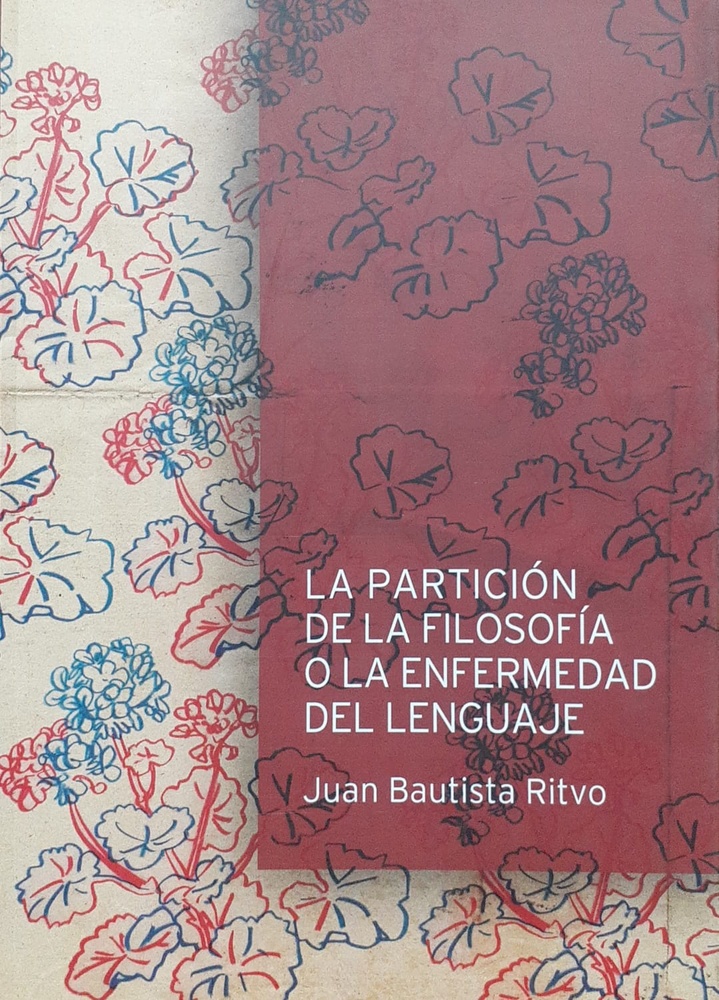 LA PARTICIÓN
DE LA FILOSOFÍA
O LA ENFERMEDAD
DEL LENGUAJE
Juan Bautista Ritvo